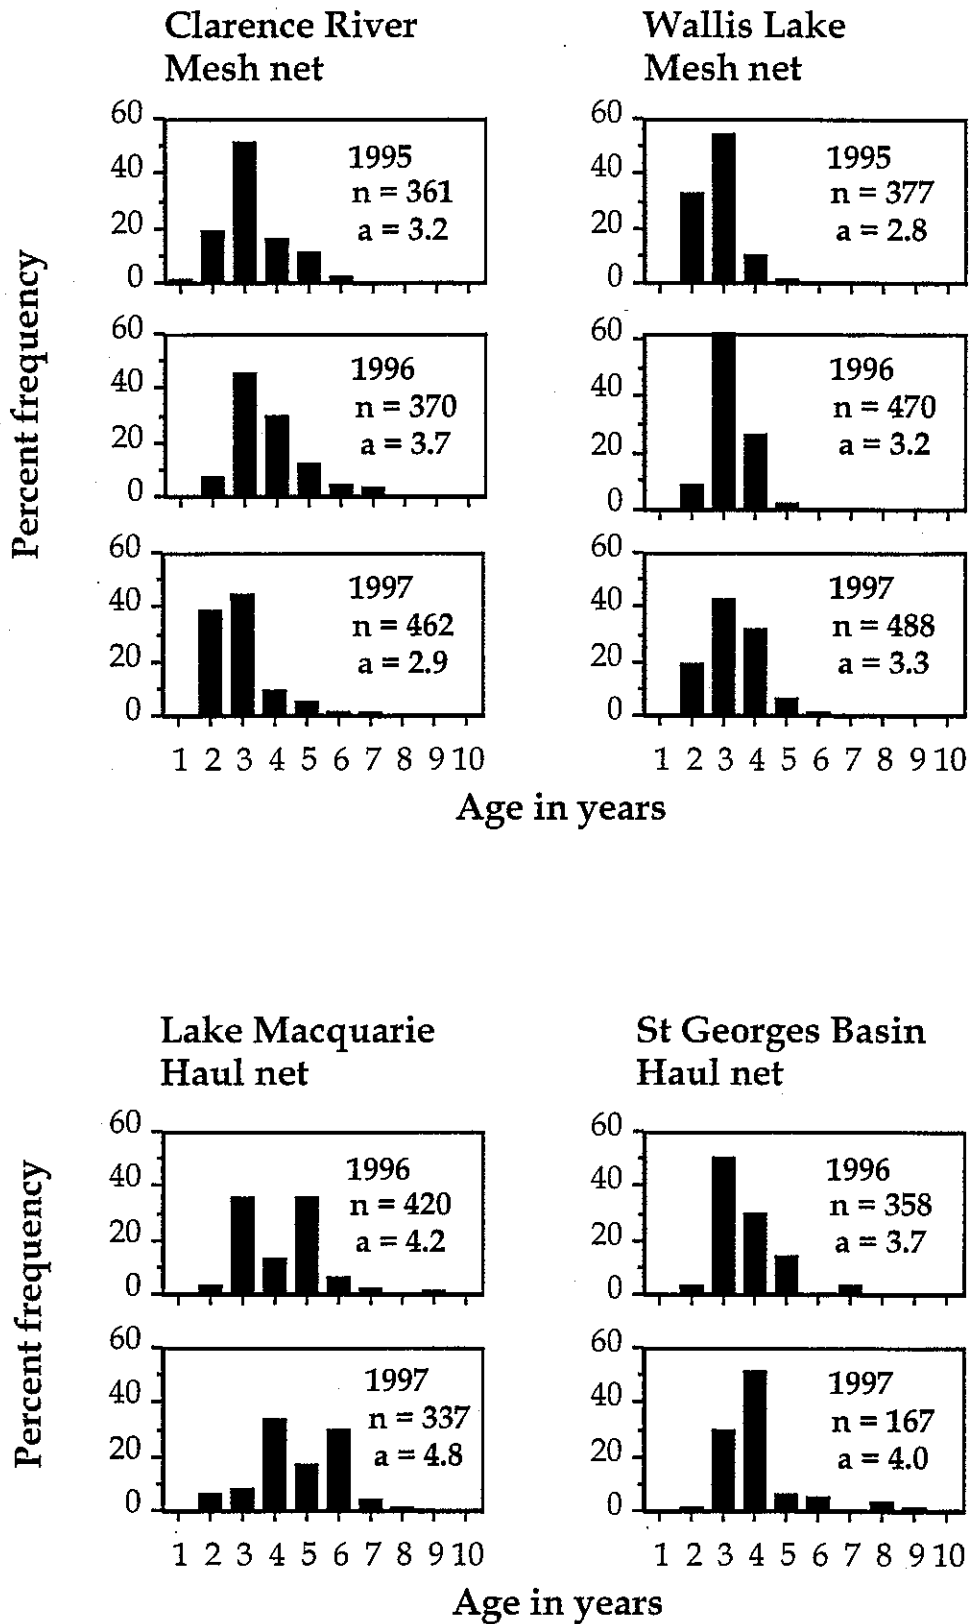 Clarence River
Mesh net
Wallis Lake
Mesh net
Percent frequency
60
40
20
0
1995
n = 361
a = 3.2
60
40
20
0
1995
n = 377
a = 2.8
60
40
20
0
1996
n = 370
a = 3.7
60
40
20
0
1996
n = 470
a = 3.2
60
40
20
0
1997
n = 462
a = 2.9
60
40
20
0
1997
n = 488
a = 3.3
1 2 3 4 5 6 7 8 9 10
1 2 3 4 5 6 7 8 9 10
Age in years
Lake Macquarie
Haul net
St Georges Basin
Haul net
Percent frequency
60
40
20
0
1996
n = 420
a = 4.2
60
40
20
0
1996
n = 358
a = 3.7
60
40
20
0
1997
n = 337
a = 4.8
60
40
20
0
1997
n = 167
a = 4.0
1 2 3 4 5 6 7 8 9 10
1 2 3 4 5 6 7 8 9 10
Age in years